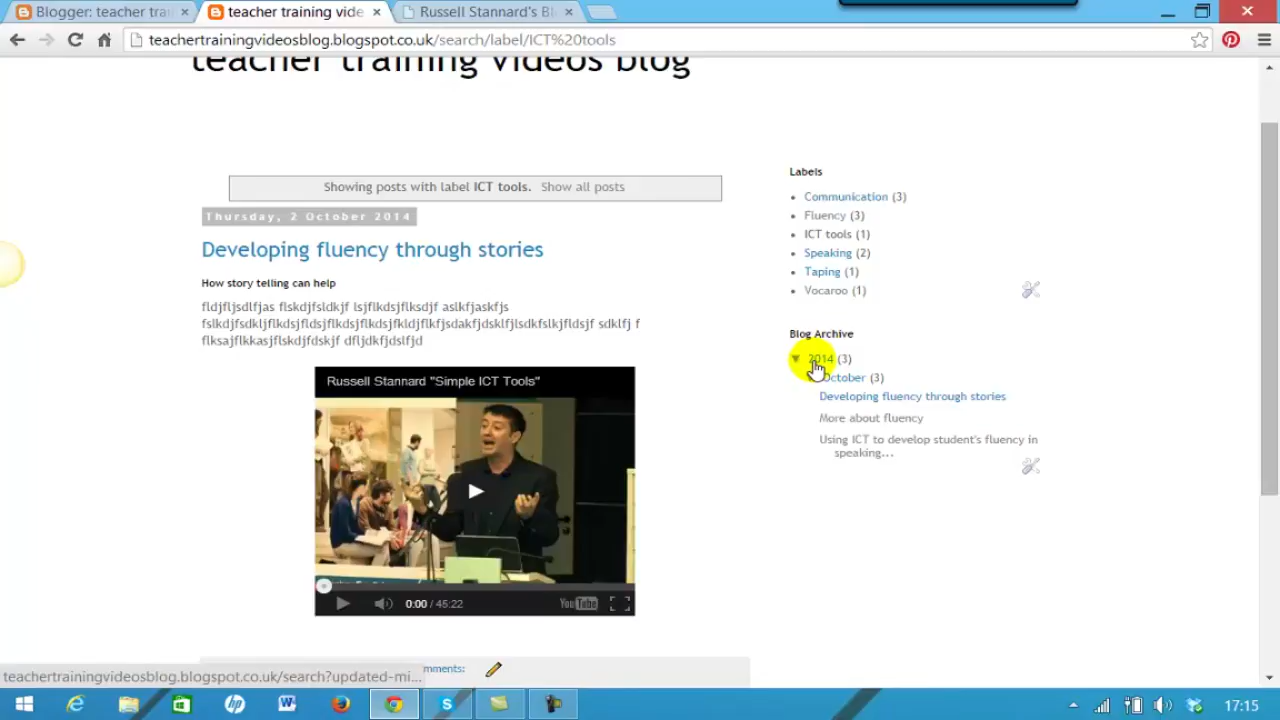 Blogger: teacher trai
teacher training vide
Russell Stannard's Bl
teachertrainingvideosblog.blogspot.co.uk/search/label/ICT%20tools
teacher training videos blog
Showing posts with label ICT tools. Show all posts
Thursday, 2 October 2014
Developing fluency through stories
How story telling can help
fldjfljsdlfjas flskdjfsldkjf lsjflkdsjflksdjf aslkfjaskfjs
fslkdjfsdkljflkdsjfldsjflkdsjflkdsjfkldjflkfjsdakfjdsklfjlsdkfslkjfldsjf sdklfj f
flksajflkkasjflskdjfdskjf dfljdkfjdslfjd
Russell Stannard "Simple ICT Tools"
0:00 / 45:22
YouTube
mments:
Labels
Communication (3)
Fluency (3)
ICT tools (1)
Speaking (2)
Taping (1)
Vocaroo (1)
Blog Archive
2014 (3)
October (3)
Developing fluency through stories
More about fluency
Using ICT to develop student's fluency in
speaking...
teachertrainingvideosblog.blogspot.co.uk/search?updated-mi...
17:15